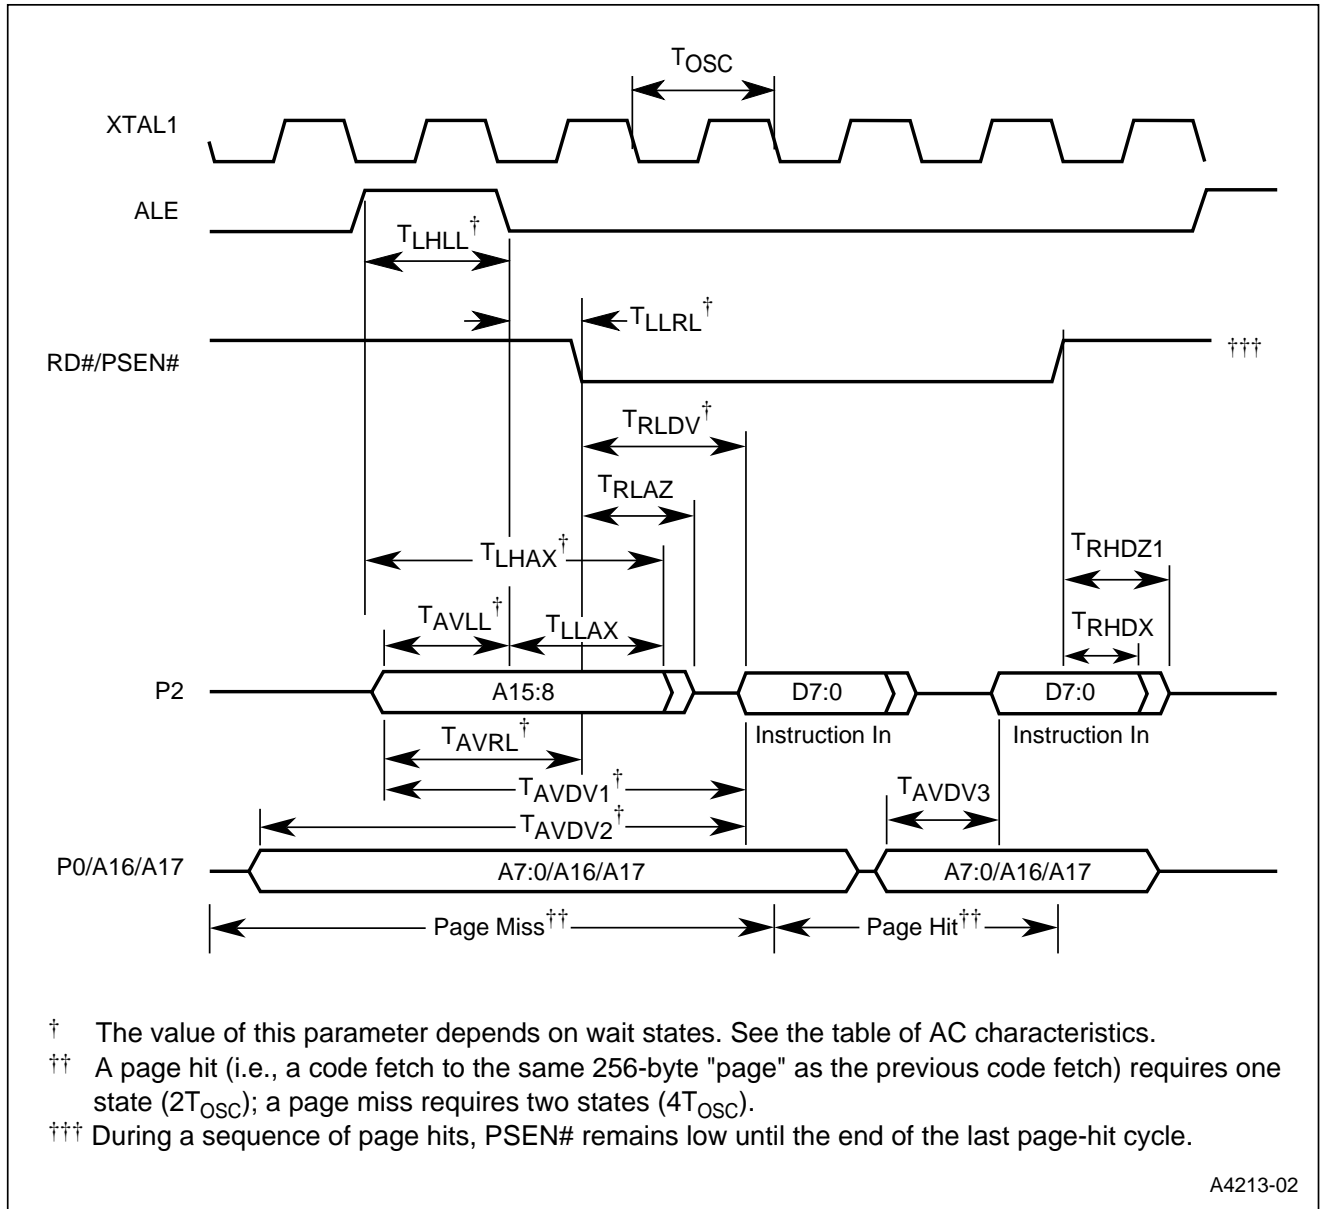 TOSC
XTAL1
ALE
TLHLL†
TLLRL†
RD#/PSEN#
†††
TRLDV†
TRLAZ
TLHAX†
TRHDZ1
TAVLL†
TLLAX
TRHDX
P2
A15:8
D7:0
D7:0
Instruction In
Instruction In
TAVRL†
TAVDV1†
TAVDV3
TAVDV2†
P0/A16/A17
A7:0/A16/A17
A7:0/A16/A17
Page Miss††
Page Hit††
† The value of this parameter depends on wait states. See the table of AC characteristics.
†† A page hit (i.e., a code fetch to the same 256-byte "page" as the previous code fetch) requires one
state (2TOSC); a page miss requires two states (4TOSC).
††† During a sequence of page hits, PSEN# remains low until the end of the last page-hit cycle.
A4213-02